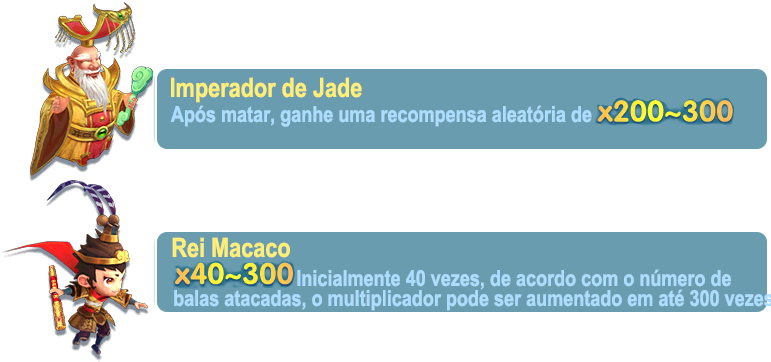 Imperador de Jade
Após matar, ganhe uma recompensa aleatória de x200~300
Rei Macaco
x40~300 Inicialmente 40 vezes, de acordo com o número de
balas atacadas, o multiplicador pode ser aumentado em até 300 vezes